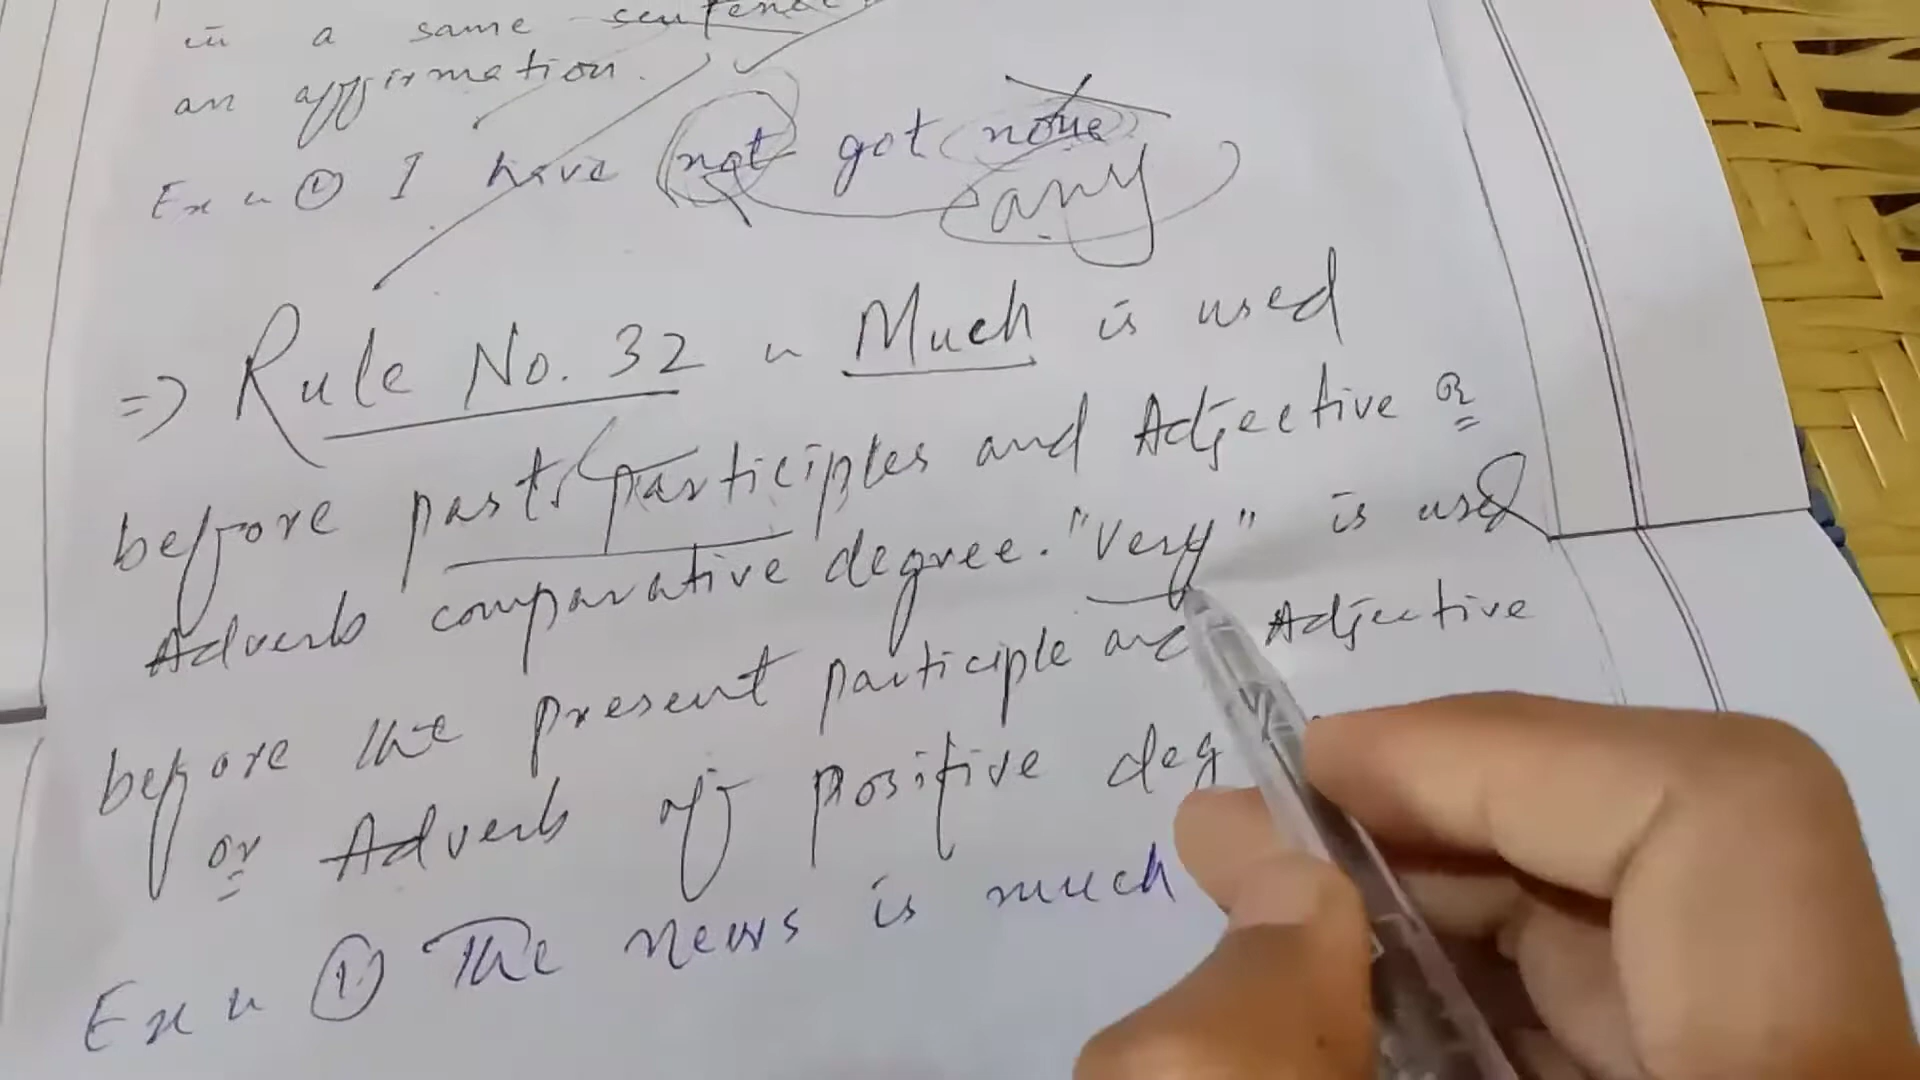 in a same sentence
an affirmation.
Ex ~ ① I have not got none
any
=> Rule No. 32 ~ Much is used
before past participles and Adjective or
Adverb comparative degree. "Very" is used
before the present participle and Adjective
or Adverb of positive deg
Ex ~ ① The news is much